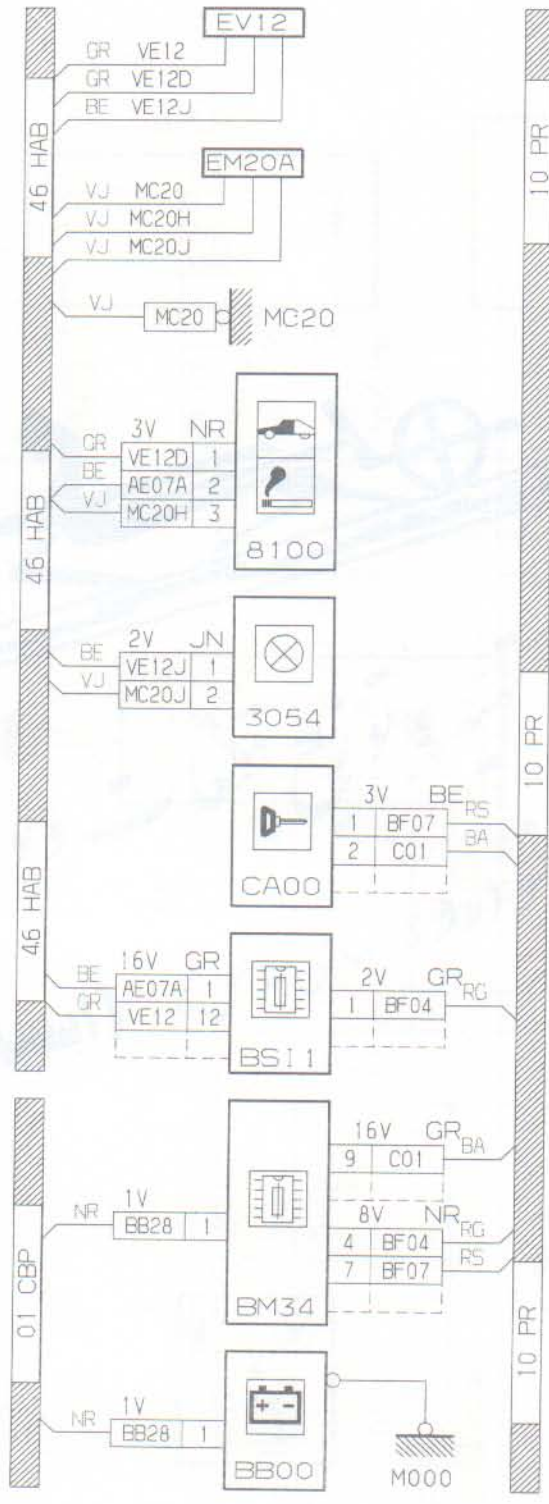 EV12
GR VE12
GR VE12D
BE VE12J
46 HAB
10 PR
EM20A
VJ MC20
VJ MC20H
VJ MC20J
VJ MC20 MC20
3V NR
GR VE12D 1
BE AE07A 2
VJ MC20H 3
8100
46 HAB
2V JN
BE VE12J 1
VJ MC20J 2
3054
10 PR
3V BE
1 BF07 RS
2 C01 BA
CA00
46 HAB
16V GR
BE AE07A 1
GR VE12 12
2V GR
1 BF04 RG
BSI1
16V GR
9 C01 BA
8V NR
4 BF04 RG
7 BF07 RS
1V
NR BB28 1
BM34
01 CBP
10 PR
1V
NR BB28 1
+ -
BB00
M000